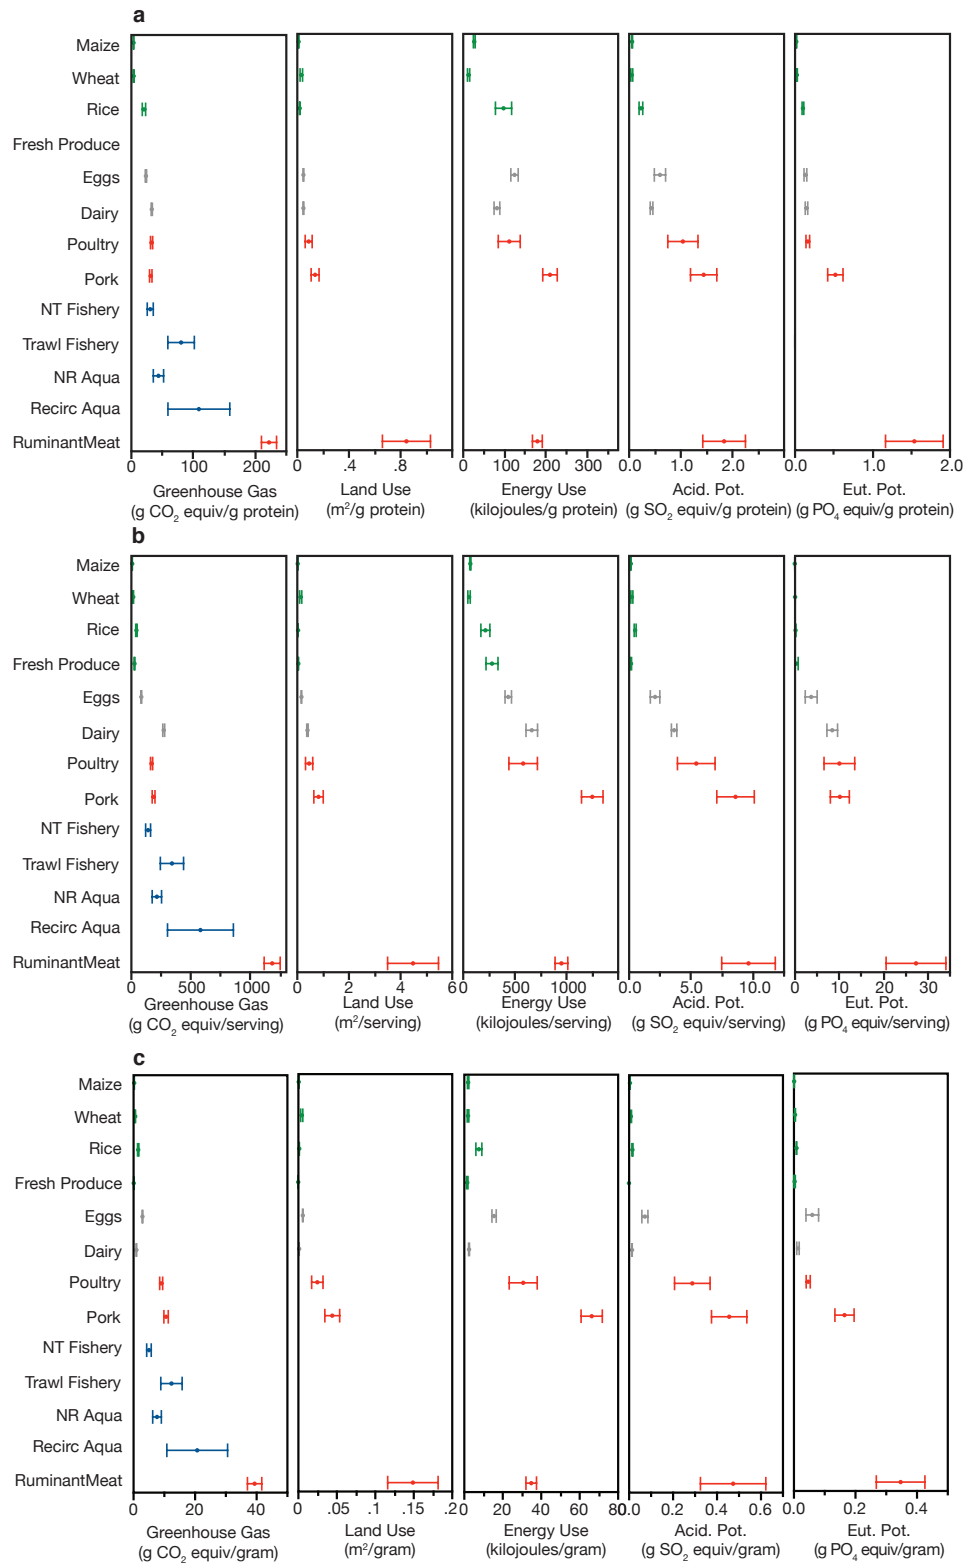 a
Maize
Wheat
Rice
Fresh Produce
Eggs
Dairy
Poultry
Pork
NT Fishery
Trawl Fishery
NR Aqua
Recirc Aqua
RuminantMeat
0 100 200 0 .4 .8 0 100 200 300 0.0 1.0 2.0 0.0 1.0 2.0
Greenhouse Gas Land Use Energy Use Acid. Pot. Eut. Pot.
(g CO2 equiv/g protein) (m²/g protein) (kilojoules/g protein) (g SO2 equiv/g protein) (g PO4 equiv/g protein)
b
Maize
Wheat
Rice
Fresh Produce
Eggs
Dairy
Poultry
Pork
NT Fishery
Trawl Fishery
NR Aqua
Recirc Aqua
RuminantMeat
0 500 1000 0 2 4 6 0 500 1000 0.0 5.0 10.0 0 10 20 30
Greenhouse Gas Land Use Energy Use Acid. Pot. Eut. Pot.
(g CO2 equiv/serving) (m²/serving) (kilojoules/serving) (g SO2 equiv/serving) (g PO4 equiv/serving)
c
Maize
Wheat
Rice
Fresh Produce
Eggs
Dairy
Poultry
Pork
NT Fishery
Trawl Fishery
NR Aqua
Recirc Aqua
RuminantMeat
0 20 40 0 .05 .1 .15 .2 0 20 40 60 80 0.0 0.2 0.4 0.6 0.0 0.2 0.4
Greenhouse Gas Land Use Energy Use Acid. Pot. Eut. Pot.
(g CO2 equiv/gram) (m²/gram) (kilojoules/gram) (g SO2 equiv/gram) (g PO4 equiv/gram)